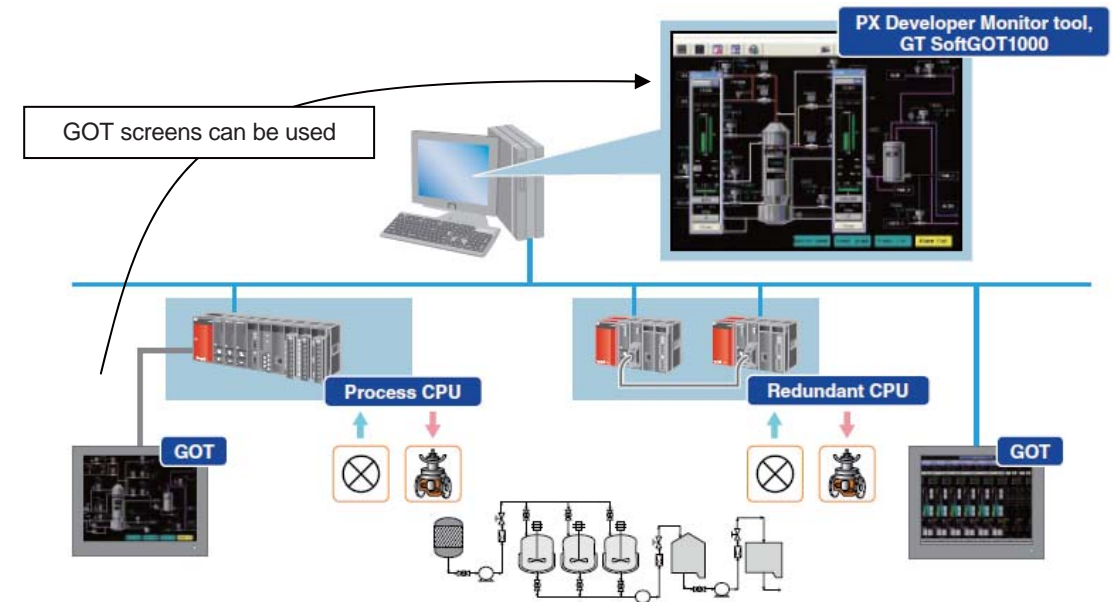 PX Developer Monitor tool,
GT SoftGOT1000
GOT screens can be used
Process CPU
Redundant CPU
GOT
GOT